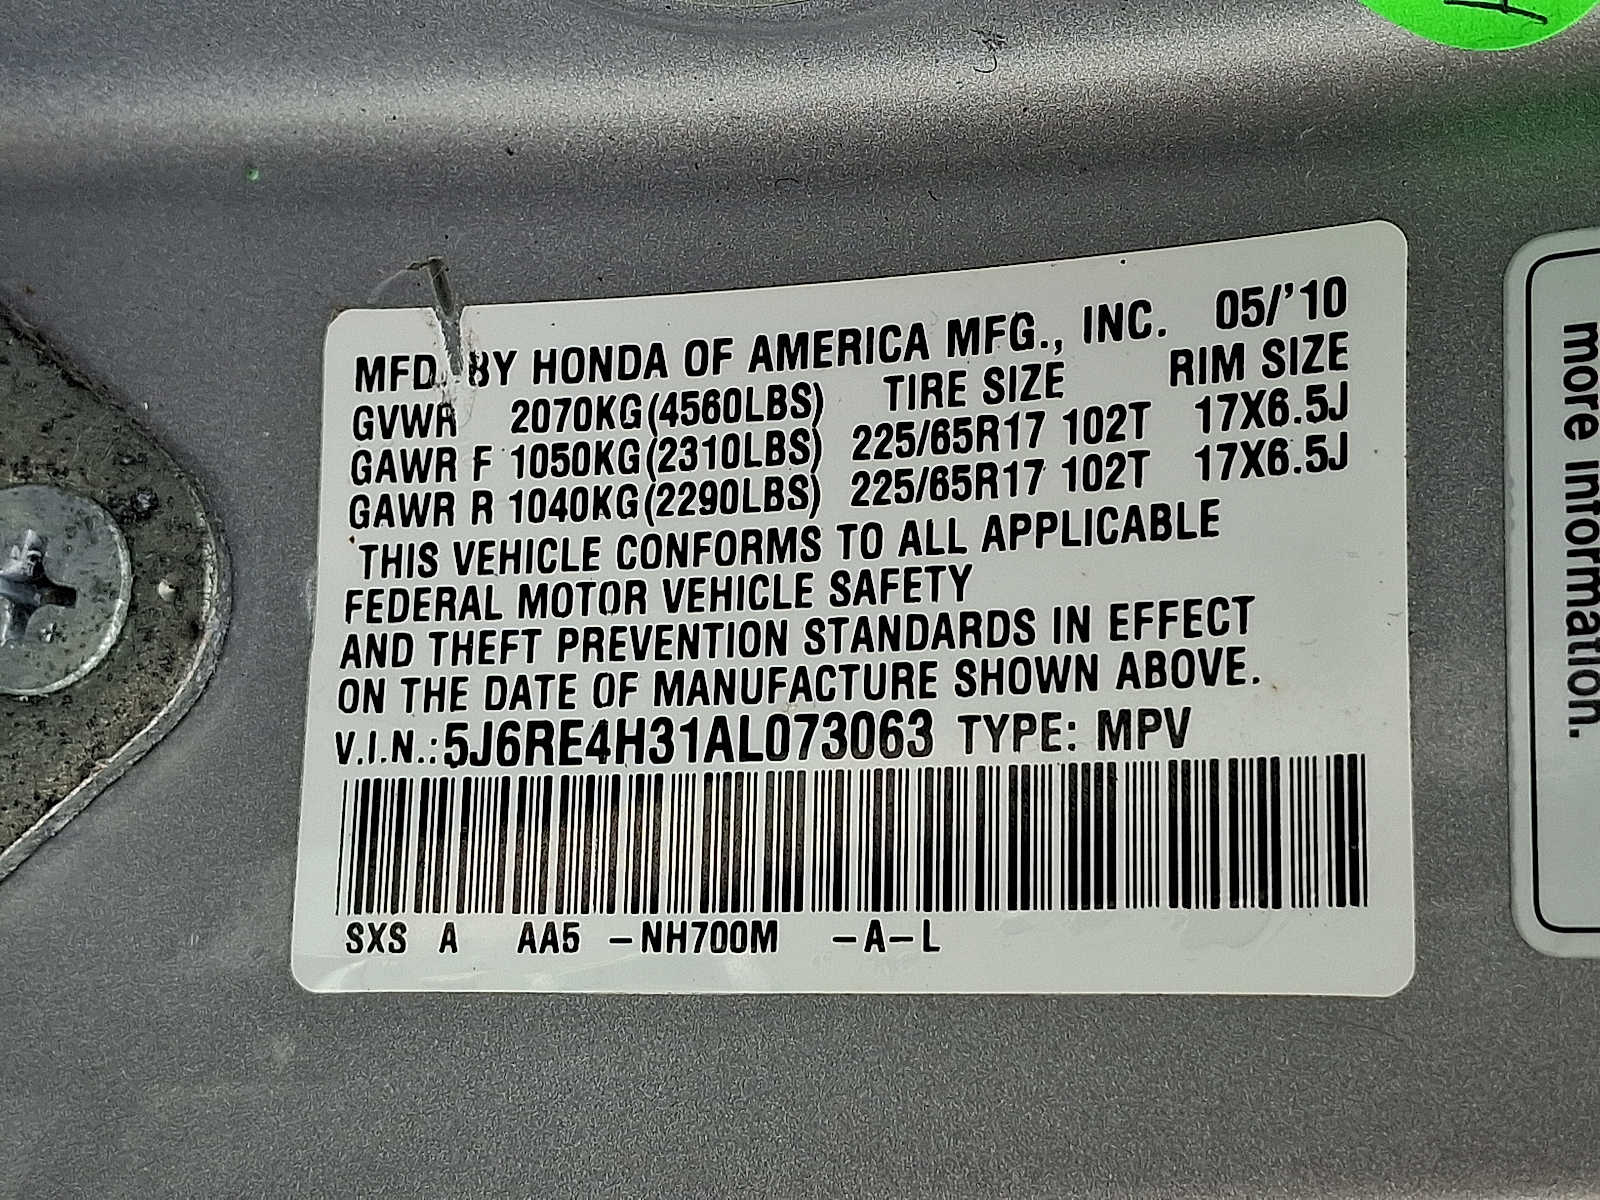 MFD. BY HONDA OF AMERICA MFG., INC. 05/'10
GVWR 2070KG(4560LBS) TIRE SIZE RIM SIZE
GAWR F 1050KG(2310LBS) 225/65R17 102T 17X6.5J
GAWR R 1040KG(2290LBS) 225/65R17 102T 17X6.5J
THIS VEHICLE CONFORMS TO ALL APPLICABLE
FEDERAL MOTOR VEHICLE SAFETY
AND THEFT PREVENTION STANDARDS IN EFFECT
ON THE DATE OF MANUFACTURE SHOWN ABOVE.
V.I.N.:5J6RE4H31AL073063 TYPE: MPV
SXS A AA5 -NH700M -A-L
more information.